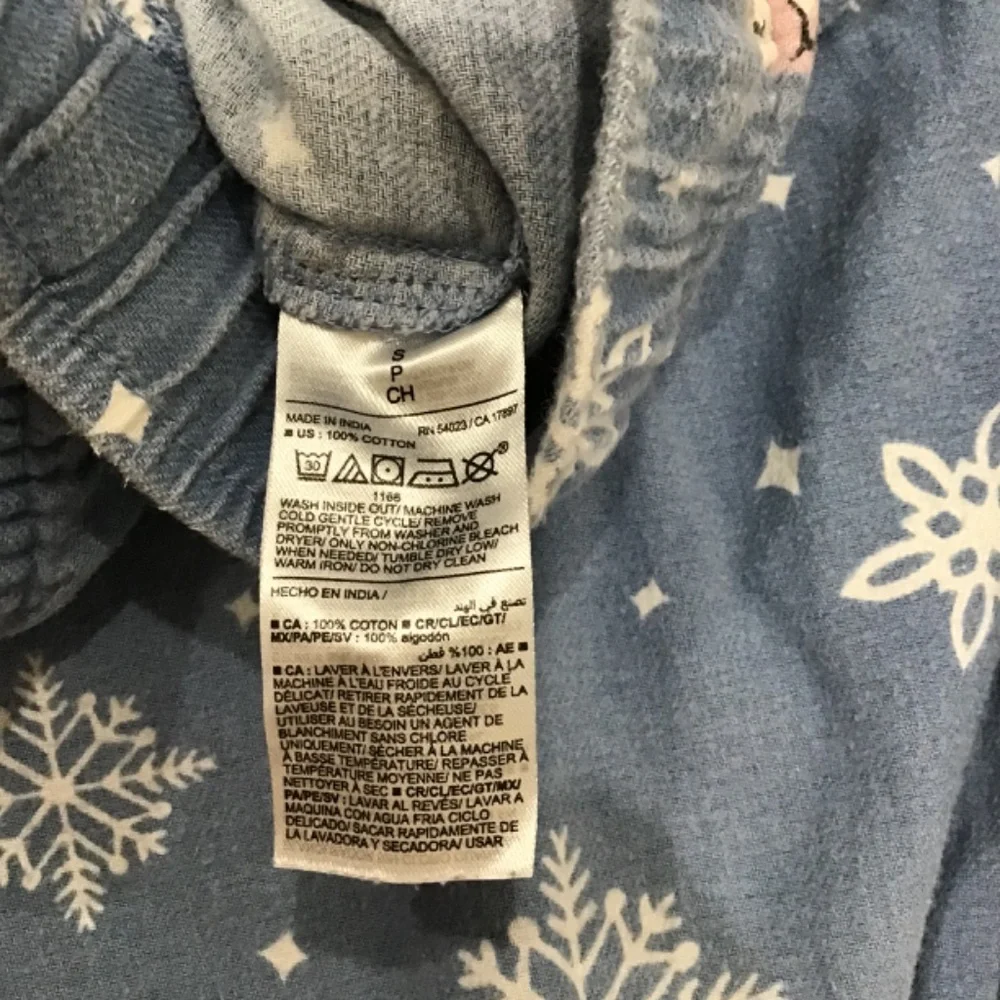 S
P
CH
MADE IN INDIA RN 54023 / CA 17897
■ US : 100% COTTON
30
1166
WASH INSIDE OUT/ MACHINE WASH
COLD GENTLE CYCLE/ REMOVE
PROMPTLY FROM WASHER AND
DRYER/ ONLY NON-CHLORINE BLEACH
WHEN NEEDED/ TUMBLE DRY LOW/
WARM IRON/ DO NOT DRY CLEAN
HECHO EN INDIA /
تصنع في الهند
■ CA : 100% COTON ■ CR/CL/EC/GT/
MX/PA/PE/SV : 100% algodón
■ AE : 100% قطن
■ CA : LAVER À L'ENVERS/ LAVER À LA
MACHINE À L'EAU FROIDE AU CYCLE
DÉLICAT/ RETIRER RAPIDEMENT DE LA
LAVEUSE ET DE LA SÉCHEUSE/
UTILISER AU BESOIN UN AGENT DE
BLANCHIMENT SANS CHLORE
UNIQUEMENT/ SÉCHER À LA MACHINE
À BASSE TEMPÉRATURE/ REPASSER À
TEMPÉRATURE MOYENNE/ NE PAS
NETTOYER À SEC ■ CR/CL/EC/GT/MX/
PA/PE/SV : LAVAR AL REVÉS/ LAVAR A
MAQUINA CON AGUA FRIA CICLO
DELICADO/ SACAR RAPIDAMENTE DE
LA LAVADORA Y SECADORA/ USAR